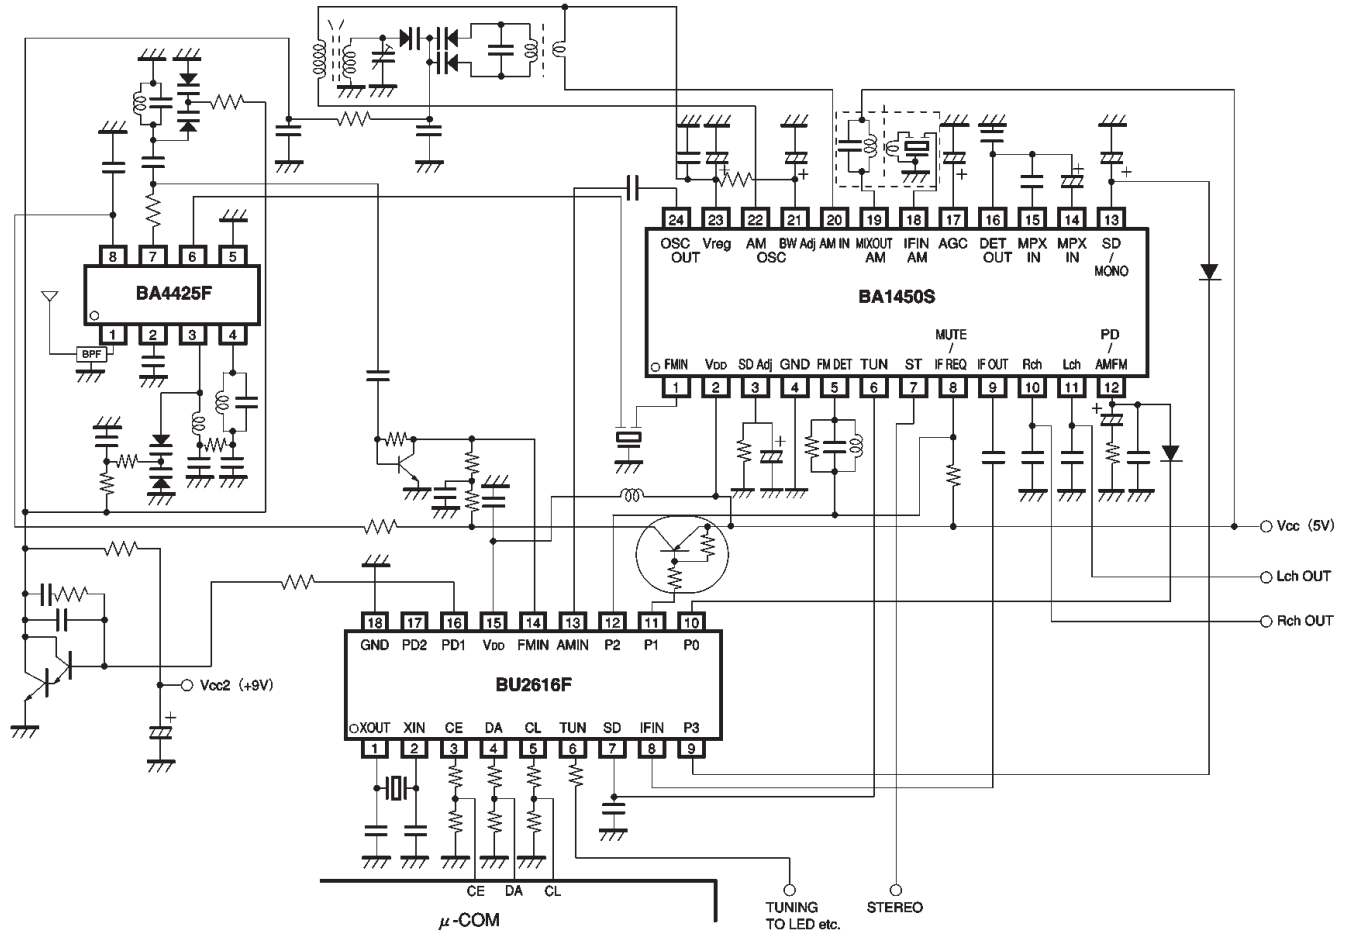 24 23 22 21 20 19 18 17 16 15 14 13
OSC OUT Vreg AM OSC BW Adj AM IN MIXOUT AM IFIN AM AGC DET OUT MPX IN MPX IN SD / MONO
BA1450S
FMIN VDD SD Adj GND FM DET TUN ST MUTE / IF REQ IF OUT Rch Lch PD / AMFM
1 2 3 4 5 6 7 8 9 10 11 12
8 7 6 5
BA4425F
1 2 3 4
BPF
+ + + + + + + +
Vcc (5V)
Lch OUT
Rch OUT
18 17 16 15 14 13 12 11 10
GND PD2 PD1 VDD FMIN AMIN P2 P1 P0
BU2616F
XOUT XIN CE DA CL TUN SD IFIN P3
1 2 3 4 5 6 7 8 9
Vcc2 (+9V)
+
CE DA CL
μ-COM
TUNING
TO LED etc.
STEREO